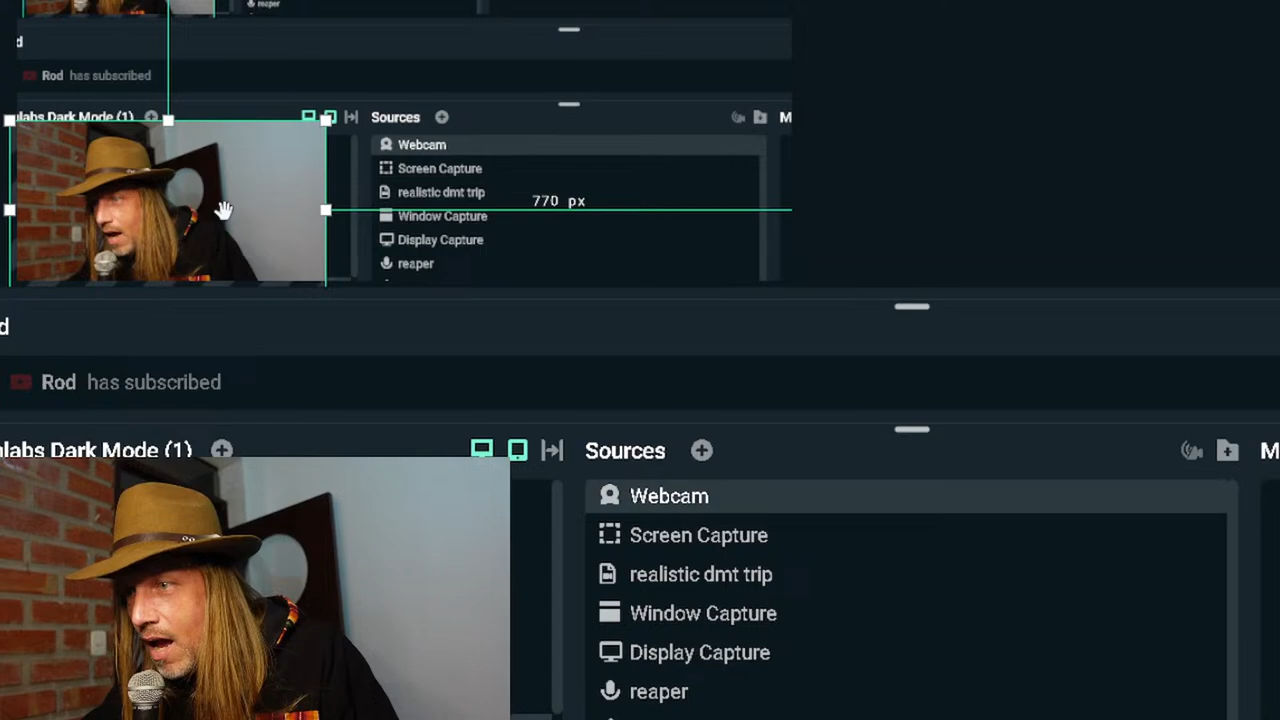 reaper
d
Rod has subscribed
labs Dark Mode (1) Sources M
Webcam
Screen Capture
realistic dmt trip
770 px
Window Capture
Display Capture
reaper
d
Rod has subscribed
labs Dark Mode (1) Sources M
Webcam
Screen Capture
realistic dmt trip
Window Capture
Display Capture
reaper